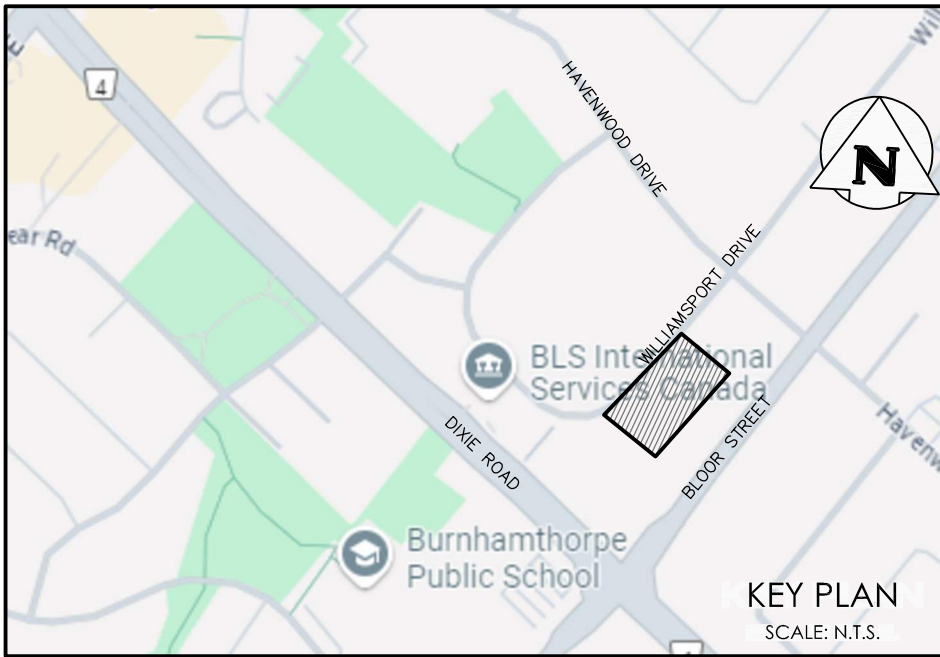 4
HAVENWOOD DRIVE
Will
N
ear Rd
WILLIAMSPORT DRIVE
BLS International
Services Canada
DIXIE ROAD
BLOOR STREET
Havenw
Burnhamthorpe
Public School
KEY PLAN
SCALE: N.T.S.